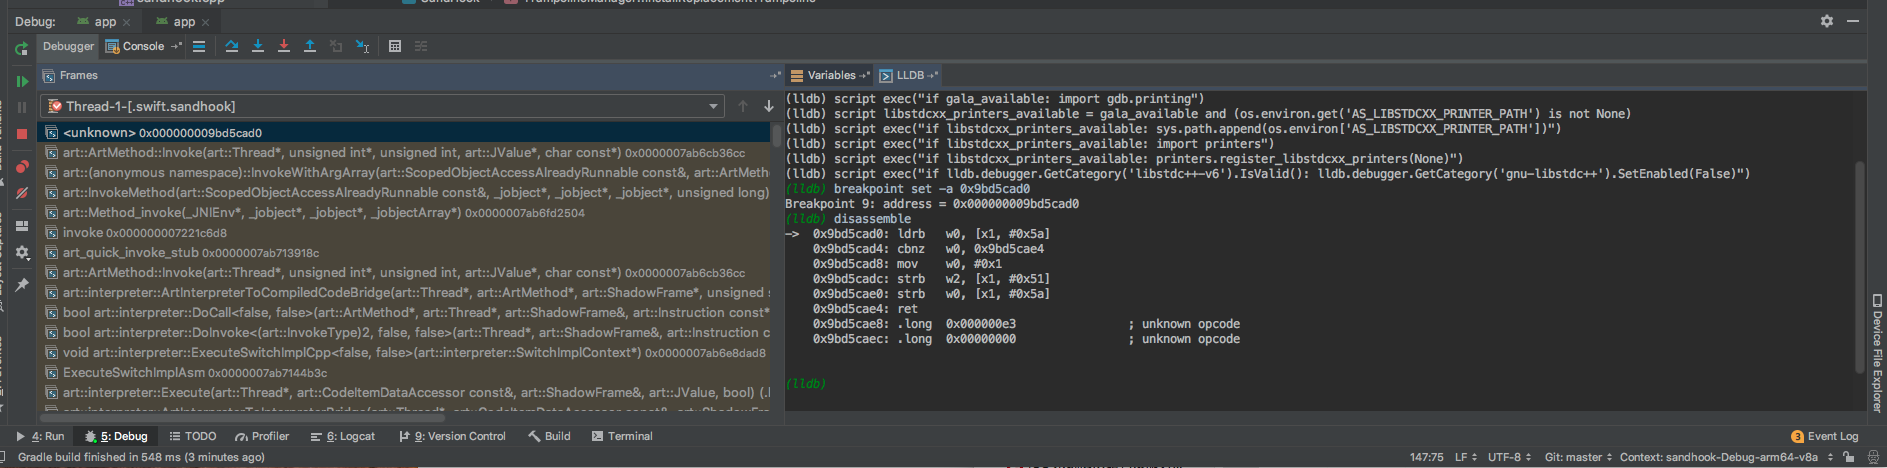 Debug: app app
Debugger Console
Frames
Thread-1-[.swift.sandhook]
<unknown> 0x000000009bd5cad0
art::ArtMethod::Invoke(art::Thread*, unsigned int*, unsigned int, art::JValue*, char const*) 0x0000007ab6cb36cc
art::(anonymous namespace)::InvokeWithArgArray(art::ScopedObjectAccessAlreadyRunnable const&, art::ArtMetho
art::InvokeMethod(art::ScopedObjectAccessAlreadyRunnable const&, _jobject*, _jobject*, _jobject*, unsigned long)
art::Method_invoke(_JNIEnv*, _jobject*, _jobject*, _jobjectArray*) 0x0000007ab6fd2504
invoke 0x000000007221c6d8
art_quick_invoke_stub 0x0000007ab713918c
art::ArtMethod::Invoke(art::Thread*, unsigned int*, unsigned int, art::JValue*, char const*) 0x0000007ab6cb36cc
art::interpreter::ArtInterpreterToCompiledCodeBridge(art::Thread*, art::ArtMethod*, art::ShadowFrame*, unsigned s
bool art::interpreter::DoCall<false, false>(art::ArtMethod*, art::Thread*, art::ShadowFrame&, art::Instruction const*
bool art::interpreter::DoInvoke<(art::InvokeType)2, false, false>(art::Thread*, art::ShadowFrame&, art::Instruction c
void art::interpreter::ExecuteSwitchImplCpp<false, false>(art::interpreter::SwitchImplContext*) 0x0000007ab6e8dad8
ExecuteSwitchImplAsm 0x0000007ab7144b3c
art::interpreter::Execute(art::Thread*, art::CodeItemDataAccessor const&, art::ShadowFrame&, art::JValue, bool) (.l
Variables LLDB
(lldb) script exec("if gala_available: import gdb.printing")
(lldb) script libstdcxx_printers_available = gala_available and (os.environ.get('AS_LIBSTDCXX_PRINTER_PATH') is not None)
(lldb) script exec("if libstdcxx_printers_available: sys.path.append(os.environ['AS_LIBSTDCXX_PRINTER_PATH'])")
(lldb) script exec("if libstdcxx_printers_available: import printers")
(lldb) script exec("if libstdcxx_printers_available: printers.register_libstdcxx_printers(None)")
(lldb) script exec("if lldb.debugger.GetCategory('libstdc++-v6').IsValid(): lldb.debugger.GetCategory('gnu-libstdc++').SetEnabled(False)")
(lldb) breakpoint set -a 0x9bd5cad0
Breakpoint 9: address = 0x000000009bd5cad0
(lldb) disassemble
-> 0x9bd5cad0: ldrb w0, [x1, #0x5a]
0x9bd5cad4: cbnz w0, 0x9bd5cae4
0x9bd5cad8: mov w0, #0x1
0x9bd5cadc: strb w2, [x1, #0x51]
0x9bd5cae0: strb w0, [x1, #0x5a]
0x9bd5cae4: ret
0x9bd5cae8: .long 0x000000e3 ; unknown opcode
0x9bd5caec: .long 0x00000000 ; unknown opcode
(lldb)
Device File Explorer
4: Run 5: Debug TODO Profiler 6: Logcat 9: Version Control Build Terminal 3 Event Log
Gradle build finished in 548 ms (3 minutes ago) 147:75 LF UTF-8 Git: master Context: sandhook-Debug-arm64-v8a